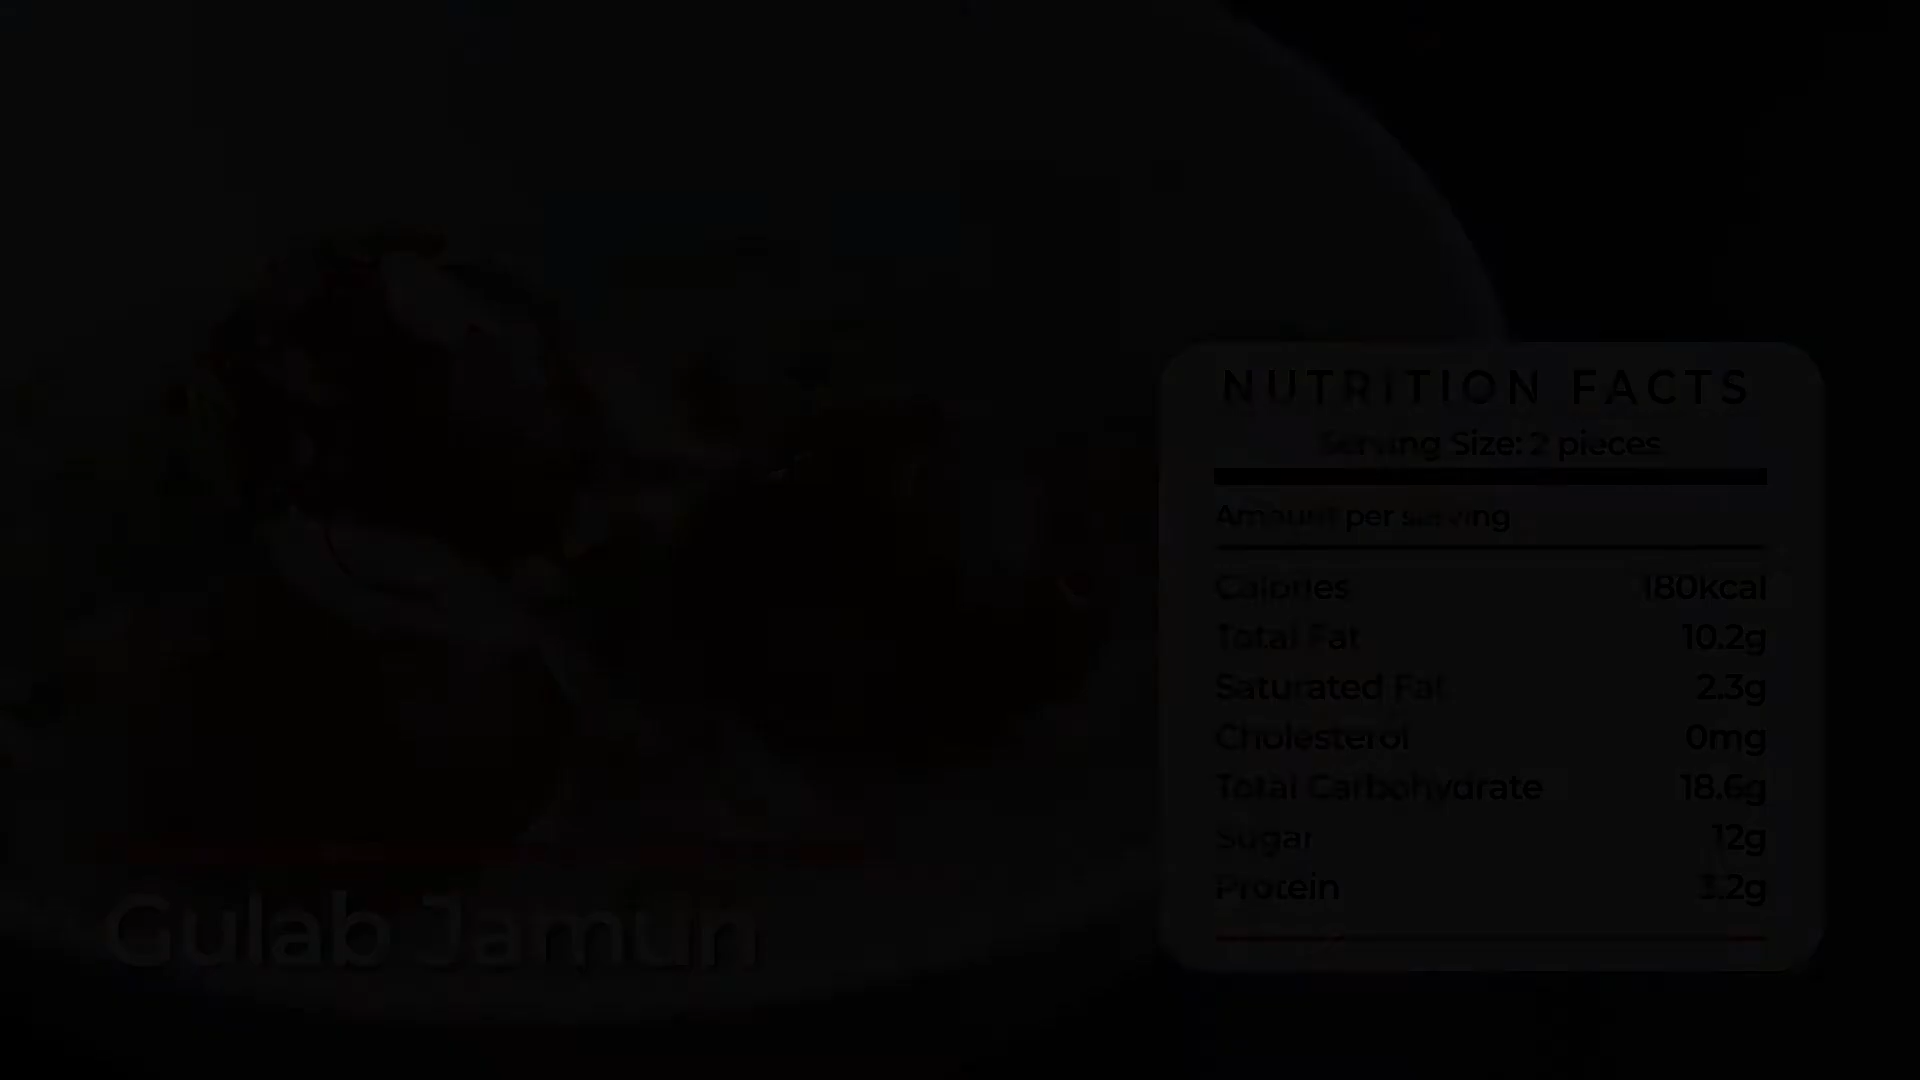 NUTRITION FACTS
Serving Size: 2 pieces
Amount per serving
Calories 180kcal
Total Fat 10.2g
Saturated Fat 2.3g
Cholesterol 0mg
Total Carbohydrate 18.6g
Sugar 12g
Protein 3.2g
Gulab Jamun